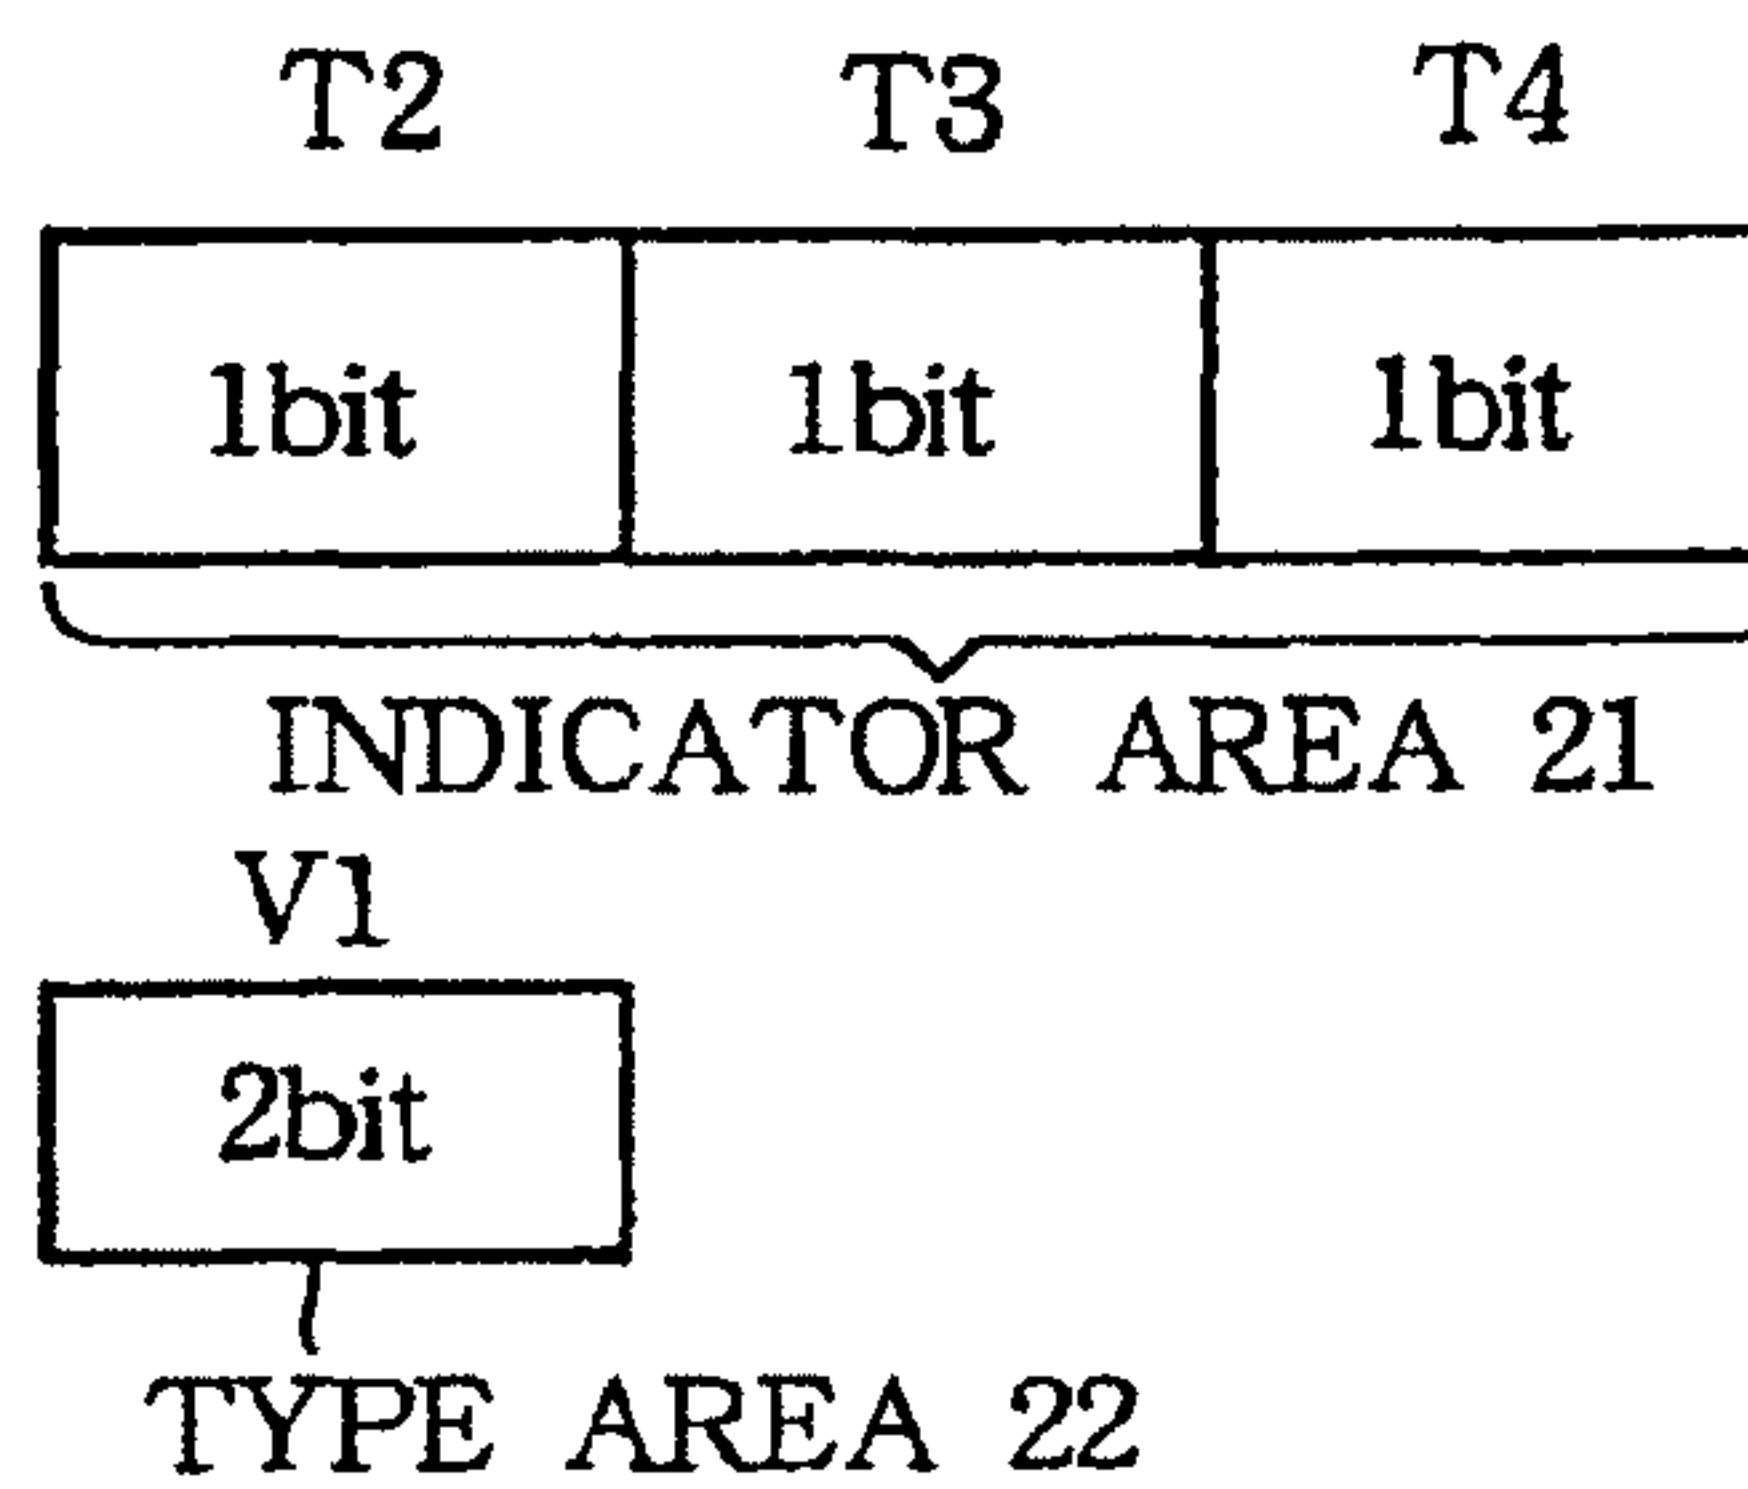 T2 T3 T4
1bit 1bit 1bit
INDICATOR AREA 21
V1
2bit
TYPE AREA 22